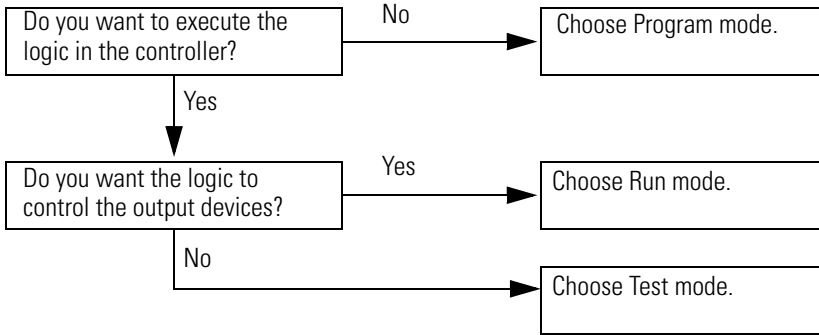 Do you want to execute the
logic in the controller?
No
Choose Program mode.
Yes
Do you want the logic to
control the output devices?
Yes
Choose Run mode.
No
Choose Test mode.